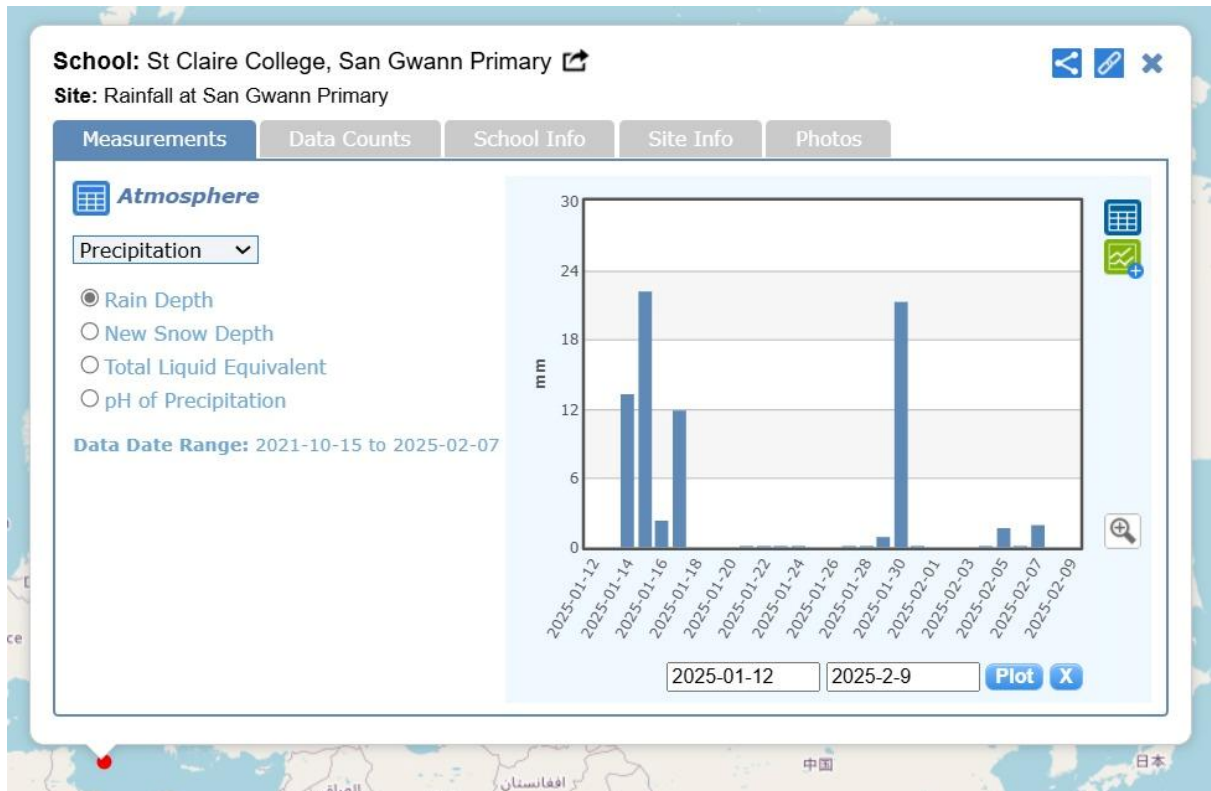 School: St Claire College, San Gwann Primary
Site: Rainfall at San Gwann Primary
Measurements
Data Counts
School Info
Site Info
Photos
Atmosphere
Precipitation
Rain Depth
New Snow Depth
Total Liquid Equivalent
pH of Precipitation
Data Date Range: 2021-10-15 to 2025-02-07
30
24
18
12
6
0
mm
2025-01-12
2025-01-14
2025-01-16
2025-01-18
2025-01-20
2025-01-22
2025-01-24
2025-01-26
2025-01-28
2025-01-30
2025-02-01
2025-02-03
2025-02-05
2025-02-07
2025-02-09
2025-01-12
2025-2-9
Plot
X
افغانستان
中国
日本